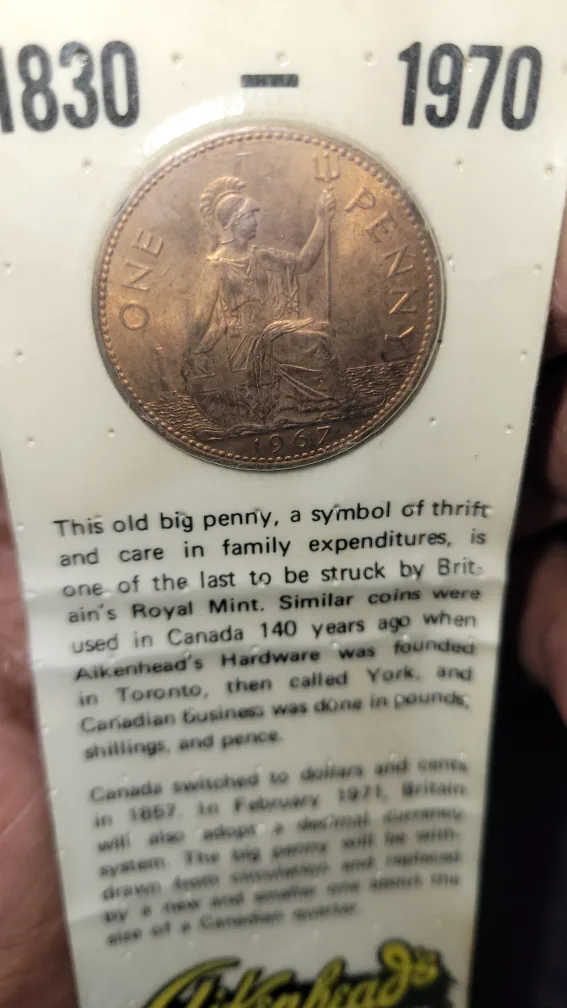 1830 - 1970
ONE PENNY
1967
This old big penny, a symbol of thrift
and care in family expenditures, is
one of the last to be struck by Brit-
ain's Royal Mint. Similar coins were
used in Canada 140 years ago when
Aikenhead's Hardware was founded
in Toronto, then called York, and
Canadian business was done in pounds,
shillings, and pence.
Canada switched to dollars and cents
in 1857. In February 1971, Britain
will also adopt a decimal currency
system. The big penny will be with-
drawn from circulation and replaced
by a new and smaller one about the
size of a Canadian quarter.
Aikenhead's